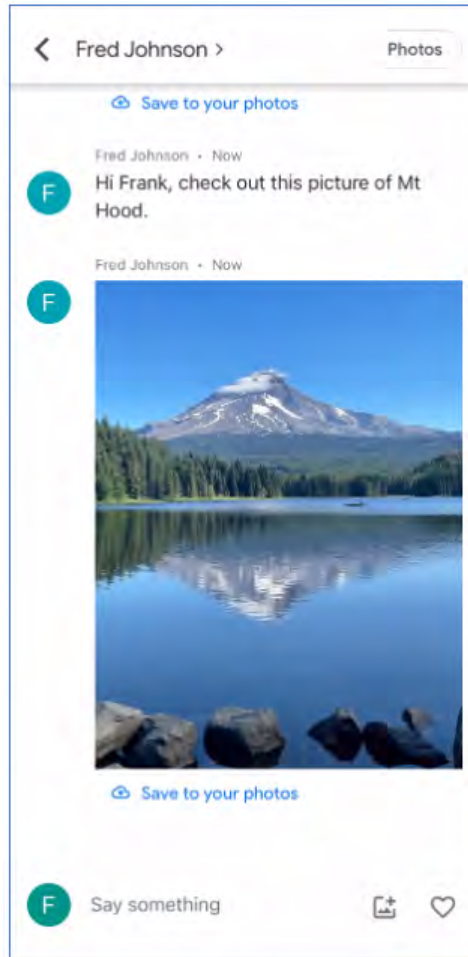 Fred Johnson >
Photos
Save to your photos
Fred Johnson • Now
F
Hi Frank, check out this picture of Mt
Hood.
Fred Johnson • Now
F
Save to your photos
F
Say something